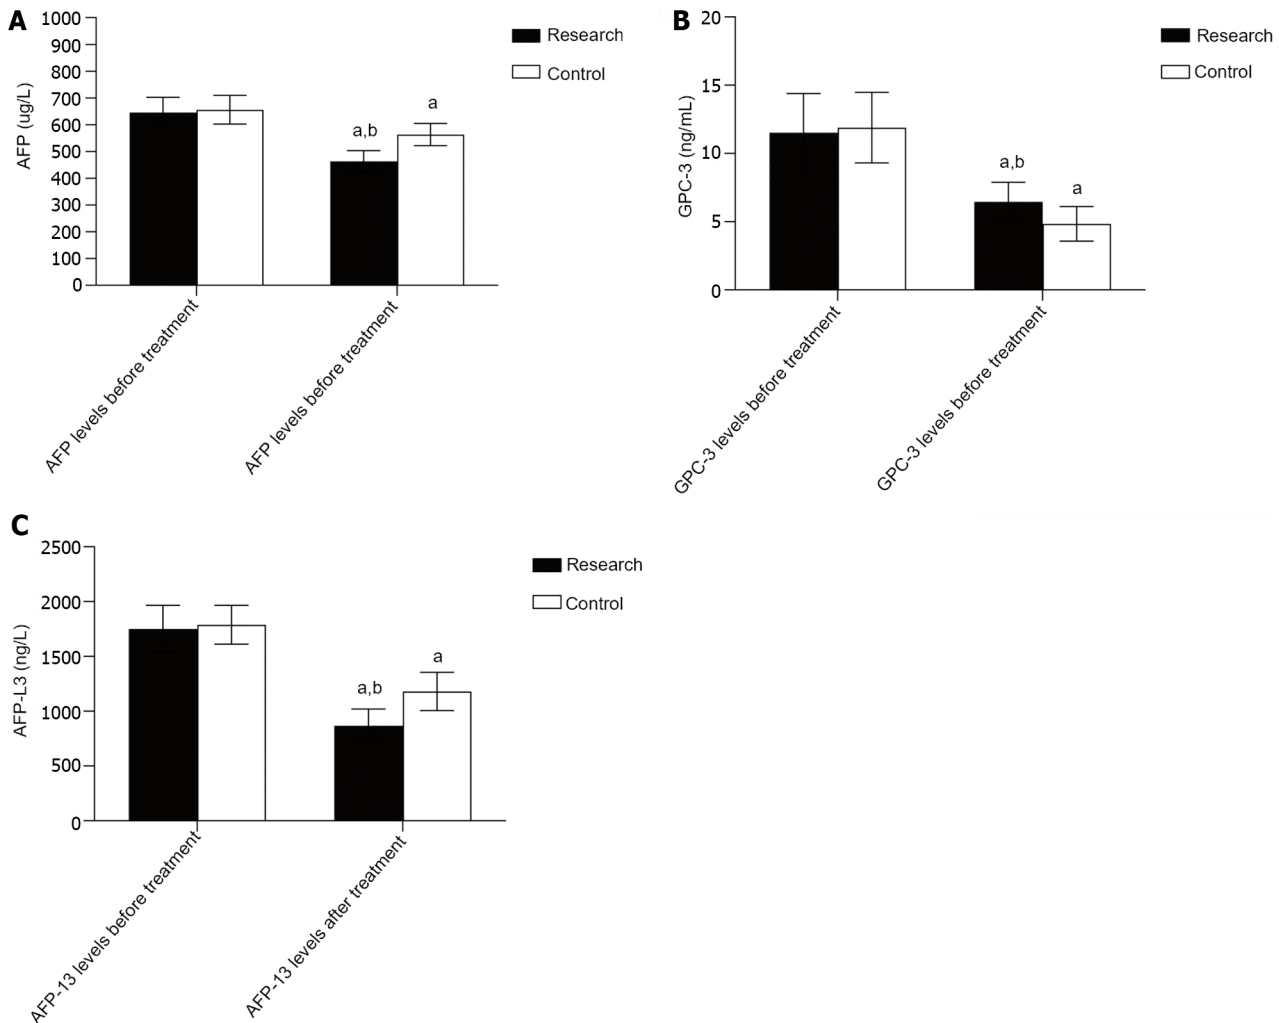 A
1000
900
800
700
600
500
400
300
200
100
0
AFP (ug/L)
Research
Control
a,b
a
AFP levels before treatment
AFP levels before treatment
B
20
15
10
5
0
GPC-3 (ng/mL)
Research
Control
a,b
a
GPC-3 levels before treatment
GPC-3 levels before treatment
C
2500
2000
1500
1000
500
0
AFP-L3 (ng/L)
Research
Control
a,b
a
AFP-13 levels before treatment
AFP-13 levels after treatment